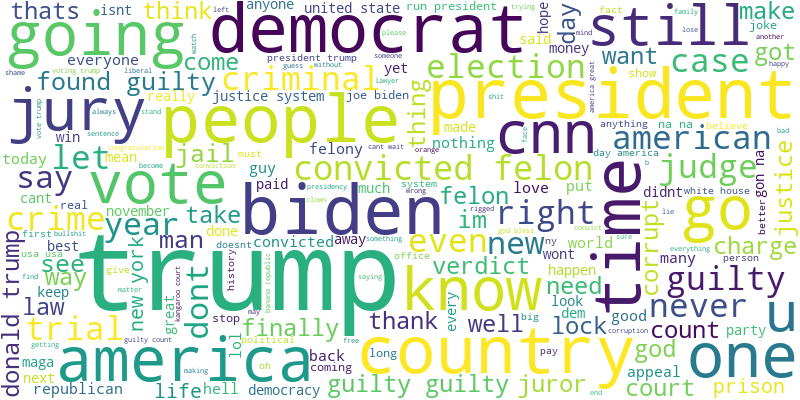 thats isnt think
going
democrat
anyone
united state
hope
run president
day
still
fact
family
left
trying
please
mind
another
make
joke
happy
everyone
come
criminal
president trump
guess without
said
someone
match
money
election
want
close
case
got
show
shame
voting trump
liberal
found guilty
really
justice system
joe biden
yet
lawyer
thing
shit
america great
president
jury
people
vote trump
always
stand
win
sentence
congratulation
felony
cant wait
orange
made
nothing
cnn
anything
na na
believe
bad
american
today
let
mean
jail
must
become
conviction
guy
convicted felon
day america
b
judge
say
vote
cant
real
paid
much
presidency
system
wrong
clown
felon
love
put
didnt
white house
gon na
better
justice
crime
november
bullshit
year
take
done
biden
rigged
im
right
god bless
convict
sure
lie
time
go
first
best
man
doesnt
convicted
away
something
even
new
ny
world
wont
corrupt
everything
charge
many
person
usa usa
see
find
way
new york
give
matter
great
kangaroo court
dont
history
banana republic
saying
trump
office
know
verdict
happen
need
look
guilty
never
u
donald trump
law
keep
trial
stop
may
finally
political
thank
every
well
big
dem
lock
good
corruption
count
party
one
maga
getting
next
guilty count
making
america
lol
oh
back
coming
free
long
country
pay
god
appeal
court
prison
republican
life
hell
democracy
guilty guilty
juror
end